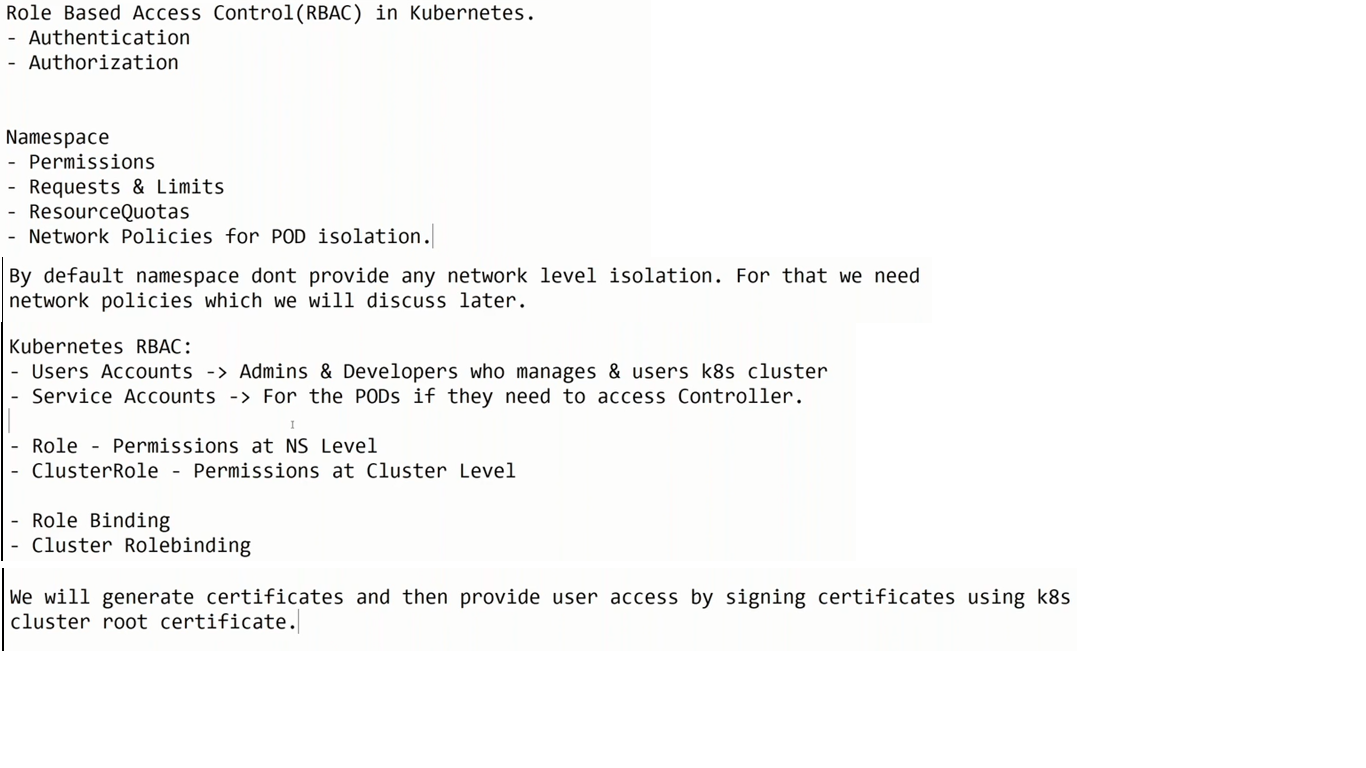 Role Based Access Control(RBAC) in Kubernetes.
- Authentication
- Authorization
Namespace
- Permissions
- Requests & Limits
- ResourceQuotas
- Network Policies for POD isolation.
By default namespace dont provide any network level isolation. For that we need
network policies which we will discuss later.
Kubernetes RBAC:
- Users Accounts -> Admins & Developers who manages & users k8s cluster
- Service Accounts -> For the PODs if they need to access Controller.
- Role - Permissions at NS Level
- ClusterRole - Permissions at Cluster Level
- Role Binding
- Cluster Rolebinding
We will generate certificates and then provide user access by signing certificates using k8s
cluster root certificate.